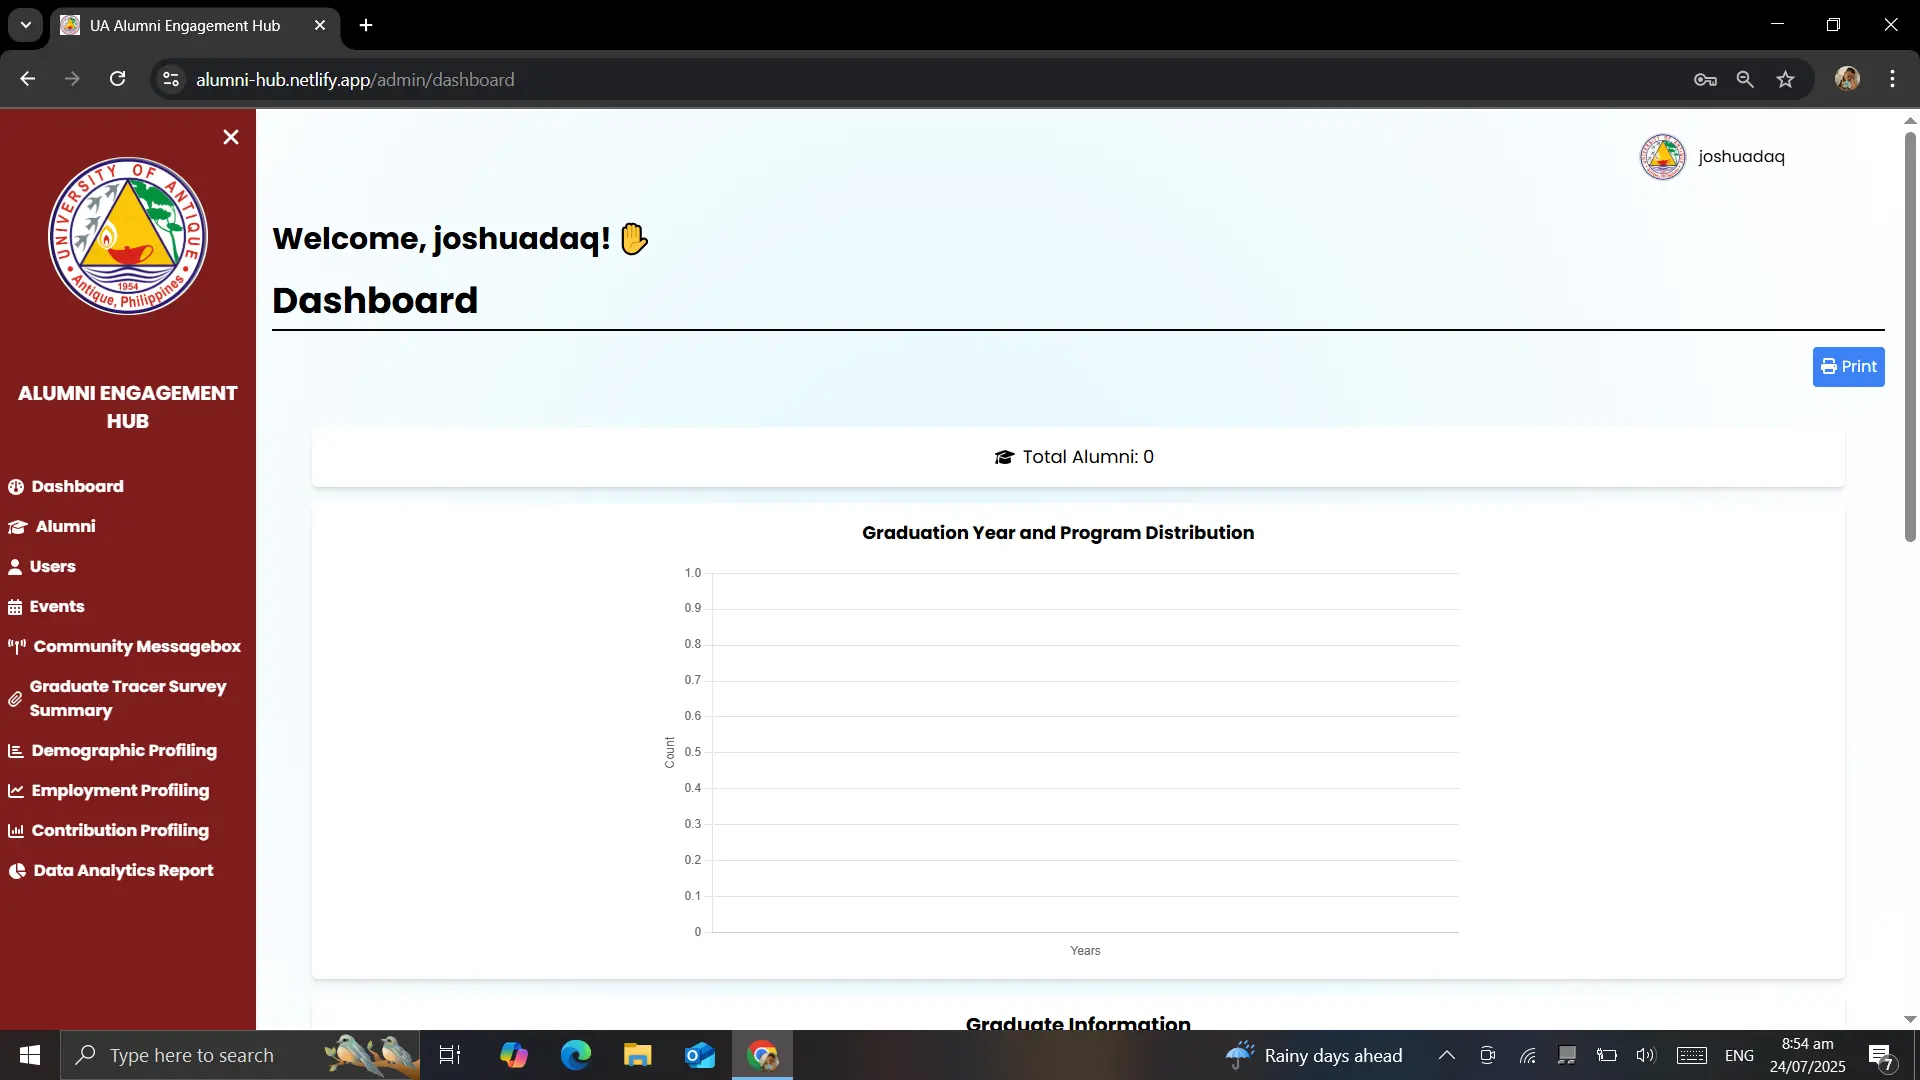 UA Alumni Engagement Hub
alumni-hub.netlify.app/admin/dashboard
UNIVERSITY OF ANTIQUE
1954
Antique, Philippines
ALUMNI ENGAGEMENT
HUB
Dashboard
Alumni
Users
Events
Community Messagebox
Graduate Tracer Survey
Summary
Demographic Profiling
Employment Profiling
Contribution Profiling
Data Analytics Report
joshuadaq
Welcome, joshuadaq! ✋
Dashboard
Print
Total Alumni: 0
Graduation Year and Program Distribution
1.0
0.9
0.8
0.7
0.6
0.5
0.4
0.3
0.2
0.1
0
Count
Years
Graduate Information
Type here to search
Rainy days ahead
ENG
8:54 am
24/07/2025
7